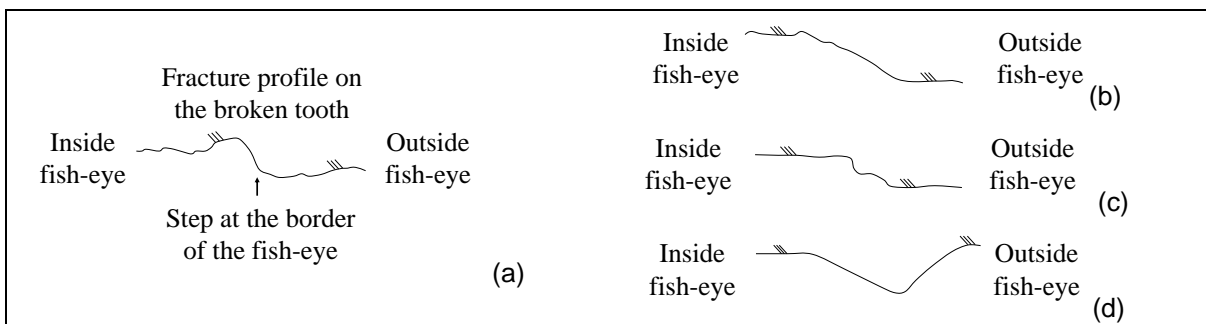 Fracture profile on
the broken tooth
Inside
fish-eye
Outside
fish-eye
Step at the border
of the fish-eye
(a)
Inside
fish-eye
Outside
fish-eye
(b)
Inside
fish-eye
Outside
fish-eye
(c)
Inside
fish-eye
Outside
fish-eye
(d)